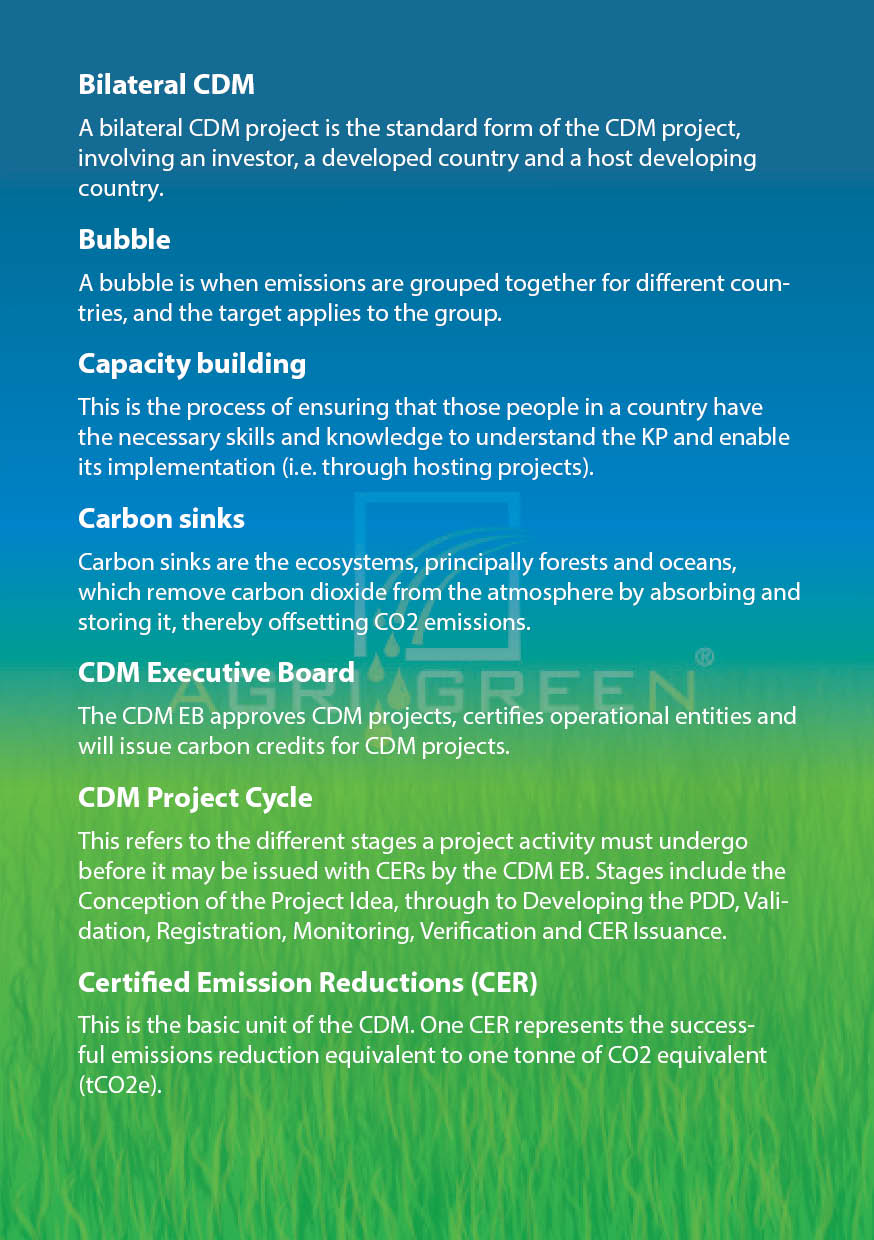 Bilateral CDM
A bilateral CDM project is the standard form of the CDM project,
involving an investor, a developed country and a host developing
country.
Bubble
A bubble is when emissions are grouped together for different coun-
tries, and the target applies to the group.
Capacity building
This is the process of ensuring that those people in a country have
the necessary skills and knowledge to understand the KP and enable
its implementation (i.e. through hosting projects).
Carbon sinks
Carbon sinks are the ecosystems, principally forests and oceans,
which remove carbon dioxide from the atmosphere by absorbing and
storing it, thereby offsetting CO2 emissions.
CDM Executive Board
AGRI GREEN®
The CDM EB approves CDM projects, certifies operational entities and
will issue carbon credits for CDM projects.
CDM Project Cycle
This refers to the different stages a project activity must undergo
before it may be issued with CERs by the CDM EB. Stages include the
Conception of the Project Idea, through to Developing the PDD, Vali-
dation, Registration, Monitoring, Verification and CER Issuance.
Certified Emission Reductions (CER)
This is the basic unit of the CDM. One CER represents the success-
ful emissions reduction equivalent to one tonne of CO2 equivalent
(tCO2e).